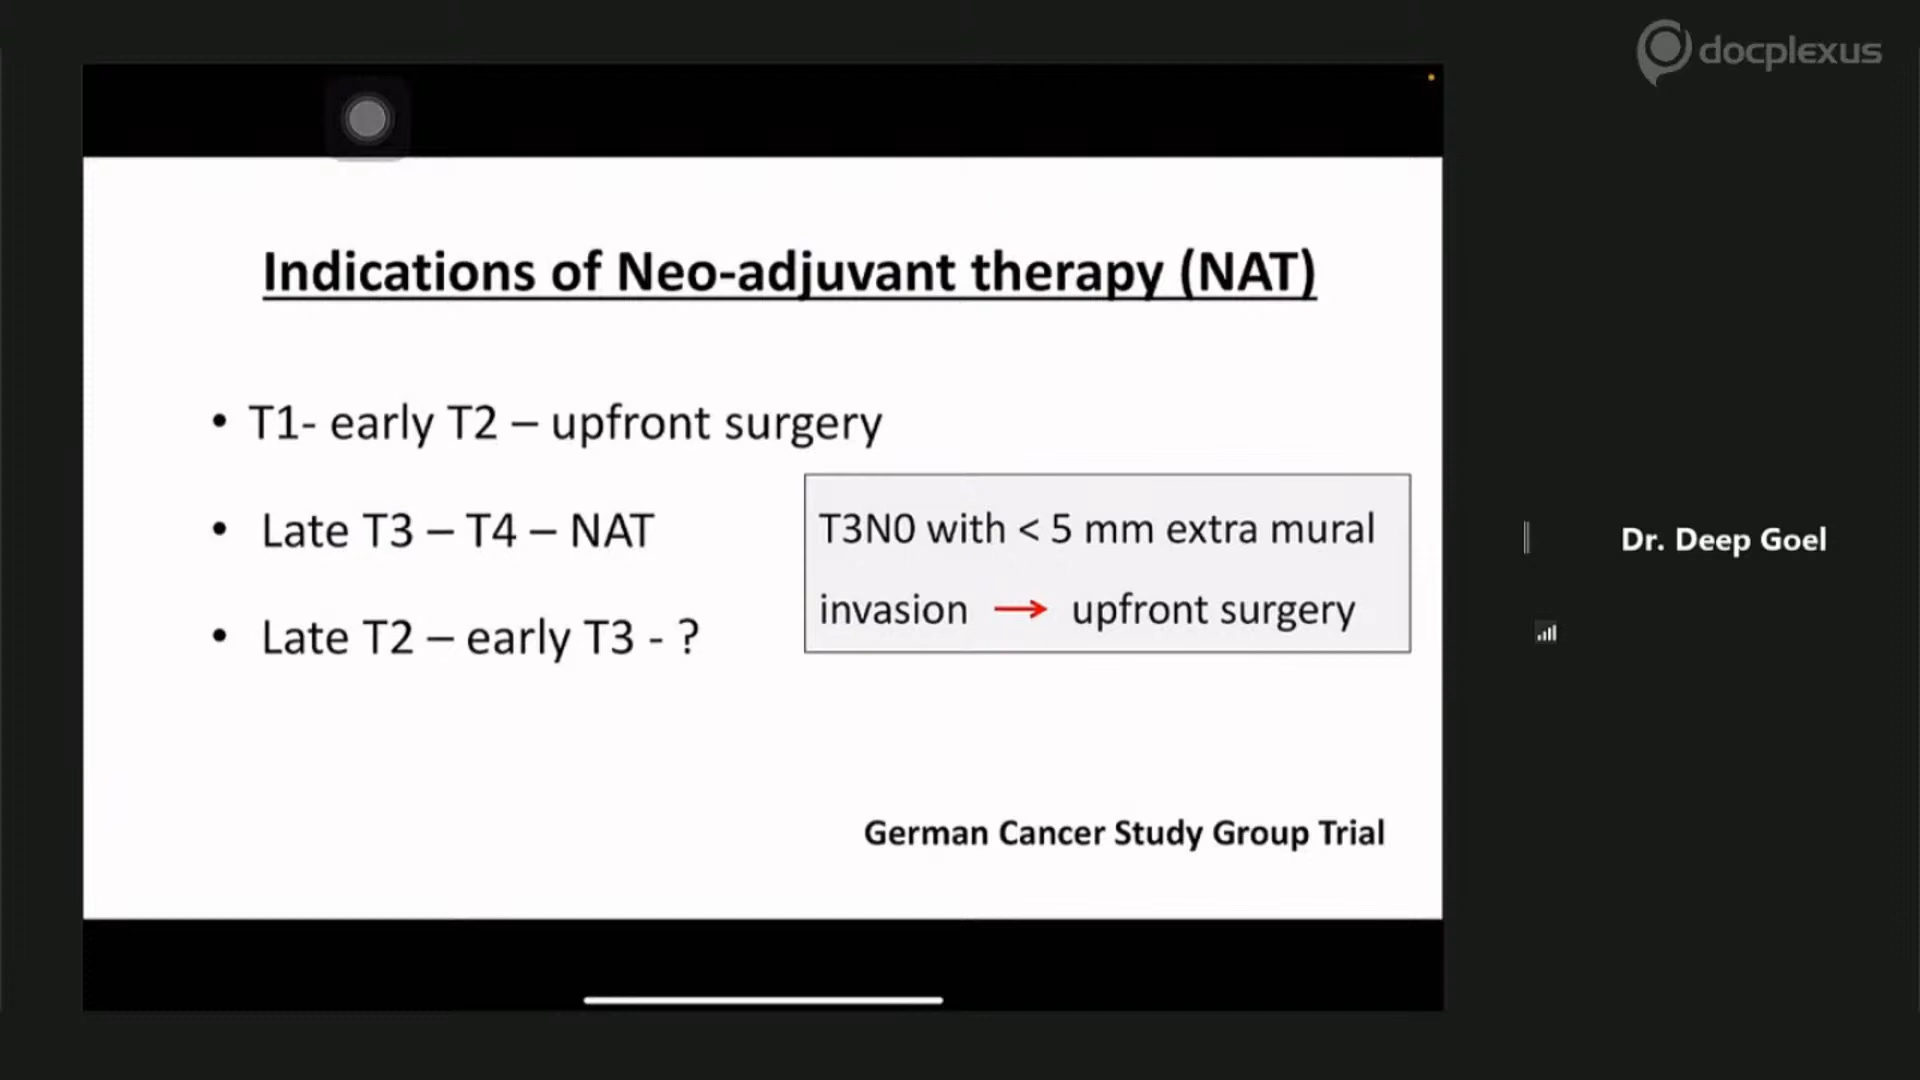 docplexus
Indications of Neo-adjuvant therapy (NAT)
• T1- early T2 – upfront surgery
• Late T3 – T4 – NAT
• Late T2 – early T3 - ?
T3N0 with < 5 mm extra mural
invasion → upfront surgery
German Cancer Study Group Trial
Dr. Deep Goel